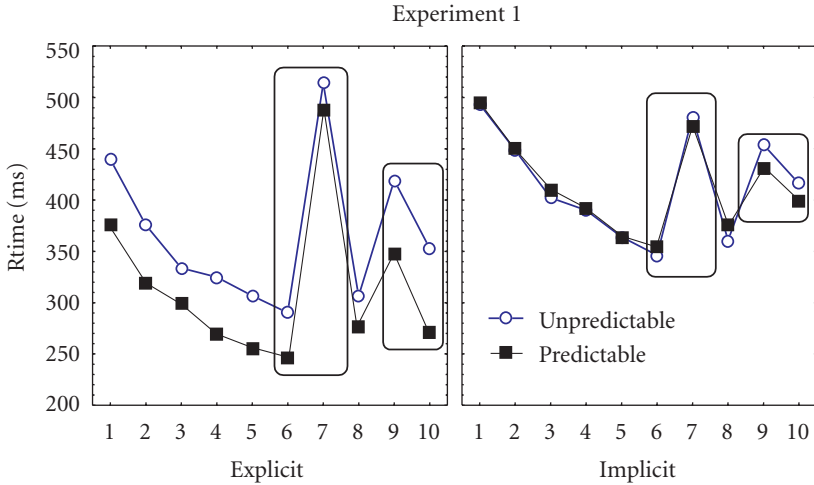 Experiment 1
Rtime (ms)
550
500
450
400
350
300
250
200
Unpredictable
Predictable
1 2 3 4 5 6 7 8 9 10
1 2 3 4 5 6 7 8 9 10
Explicit
Implicit